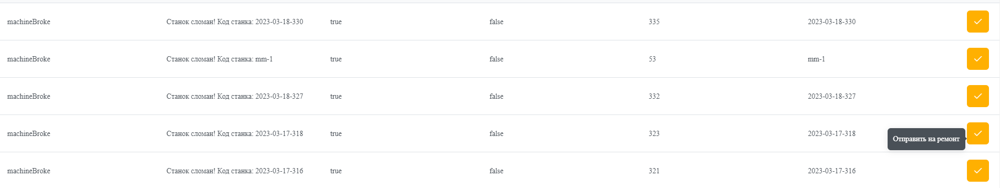 machineBroke Станок сломан! Код станка: 2023-03-18-330 true false 335 2023-03-18-330
machineBroke Станок сломан! Код станка: mm-1 true false 53 mm-1
machineBroke Станок сломан! Код станка: 2023-03-18-327 true false 332 2023-03-18-327
machineBroke Станок сломан! Код станка: 2023-03-17-318 true false 323 2023-03-17-318
Отправить на ремонт
machineBroke Станок сломан! Код станка: 2023-03-17-316 true false 321 2023-03-17-316